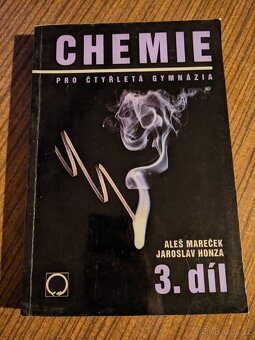 CHEMIE
PRO ČTYŘLETÁ GYMNÁZIA
ALEŠ MAREČEK
JAROSLAV HONZA
3. díl